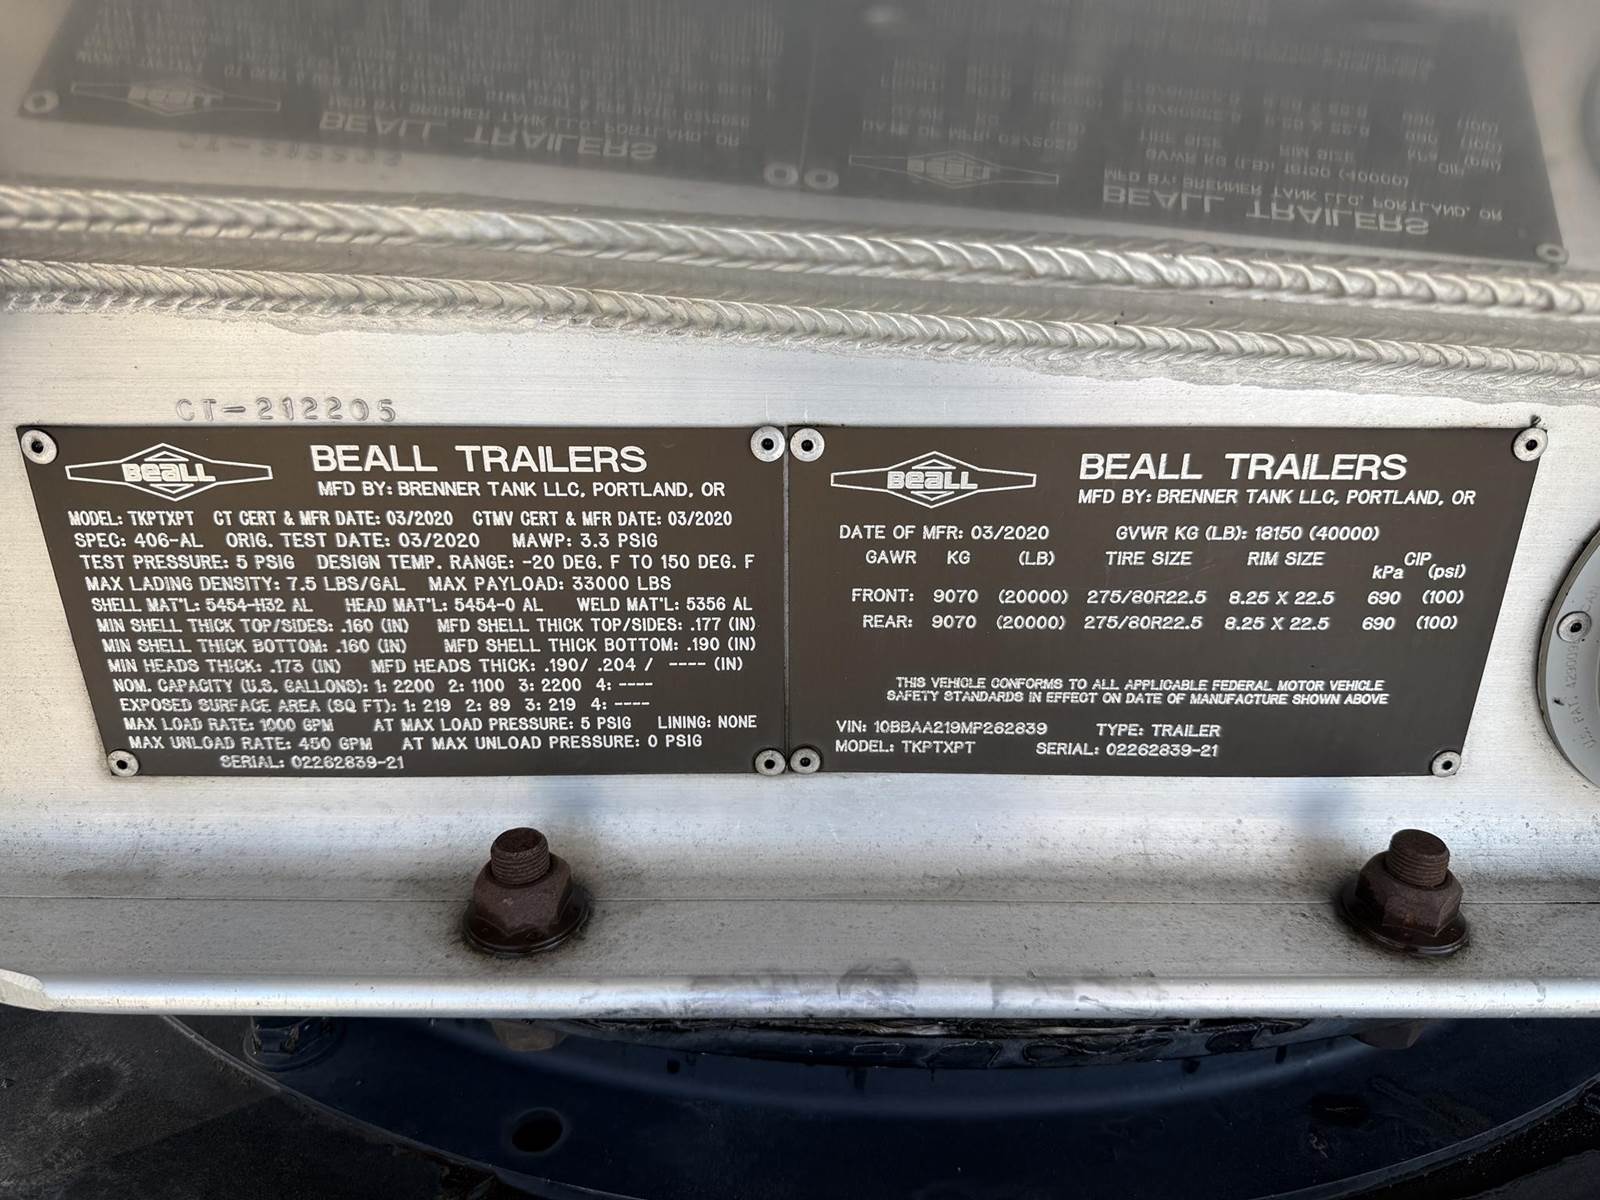 CT-212205
BEALL
BEALL TRAILERS
MFD BY: BRENNER TANK LLC, PORTLAND, OR
MODEL: TKPTXPT CT CERT & MFR DATE: 03/2020 CTMV CERT & MFR DATE: 03/2020
SPEC: 406-AL ORIG. TEST DATE: 03/2020 MAWP: 3.3 PSIG
TEST PRESSURE: 5 PSIG DESIGN TEMP. RANGE: -20 DEG. F TO 150 DEG. F
MAX LADING DENSITY: 7.5 LBS/GAL MAX PAYLOAD: 33000 LBS
SHELL MAT'L: 5454-H32 AL HEAD MAT'L: 5454-0 AL WELD MAT'L: 5356 AL
MIN SHELL THICK TOP/SIDES: .160 (IN) MFD SHELL THICK TOP/SIDES: .177 (IN)
MIN SHELL THICK BOTTOM: .160 (IN) MFD SHELL THICK BOTTOM: .190 (IN)
MIN HEADS THICK: .173 (IN) MFD HEADS THICK: .190/ .204 / ---- (IN)
NOM. CAPACITY (U.S. GALLONS): 1: 2200 2: 1100 3: 2200 4: ----
EXPOSED SURFACE AREA (SQ FT): 1: 219 2: 89 3: 219 4: ----
MAX LOAD RATE: 1000 GPM AT MAX LOAD PRESSURE: 5 PSIG LINING: NONE
MAX UNLOAD RATE: 450 GPM AT MAX UNLOAD PRESSURE: 0 PSIG
SERIAL: 02262839-21
BEALL
BEALL TRAILERS
MFD BY: BRENNER TANK LLC, PORTLAND, OR
DATE OF MFR: 03/2020 GVWR KG (LB): 18150 (40000)
GAWR KG (LB) TIRE SIZE RIM SIZE CIP
kPa (psi)
FRONT: 9070 (20000) 275/80R22.5 8.25 X 22.5 690 (100)
REAR: 9070 (20000) 275/80R22.5 8.25 X 22.5 690 (100)
THIS VEHICLE CONFORMS TO ALL APPLICABLE FEDERAL MOTOR VEHICLE
SAFETY STANDARDS IN EFFECT ON DATE OF MANUFACTURE SHOWN ABOVE
VIN: 10BBAA219MP262839 TYPE: TRAILER
MODEL: TKPTXPT SERIAL: 02262839-21